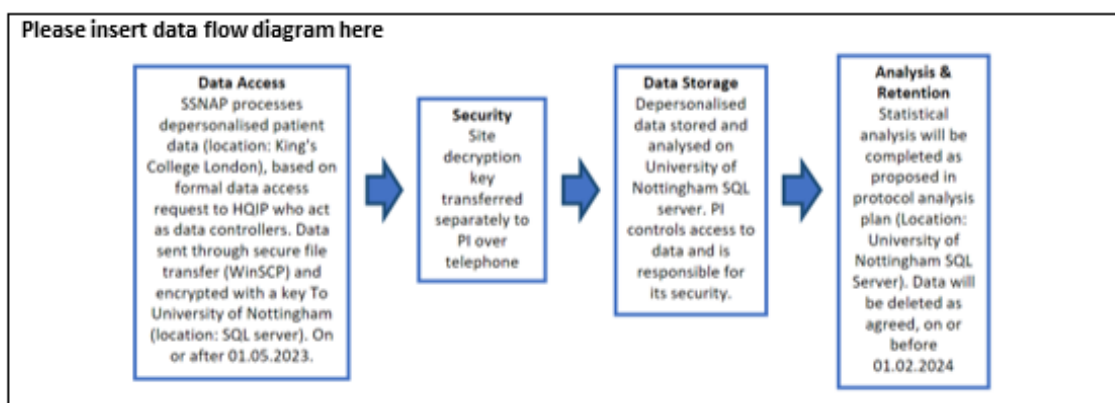 Please insert data flow diagram here
Data Access
SSNAP processes
depersonalised patient
data (location: King's
College London), based on
formal data access
request to HQIP who act
as data controllers. Data
sent through secure file
transfer (WinSCP) and
encrypted with a key To
University of Nottingham
(location: SQL server). On
or after 01.05.2023.
Security
Site
decryption
key
transferred
separately to
PI over
telephone
Data Storage
Depersonalised
data stored and
analysed on
University of
Nottingham SQL
server. PI
controls access to
data and is
responsible for
its security.
Analysis &
Retention
Statistical
analysis will be
completed as
proposed in
protocol analysis
plan (Location:
University of
Nottingham SQL
Server). Data will
be deleted as
agreed, on or
before
01.02.2024